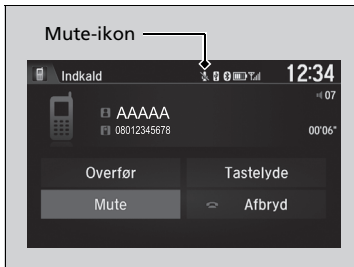 Mute-ikon
Indkald 12:34
07
AAAAA
08012345678 00'06"
Overfør Tastelyde
Mute Afbryd